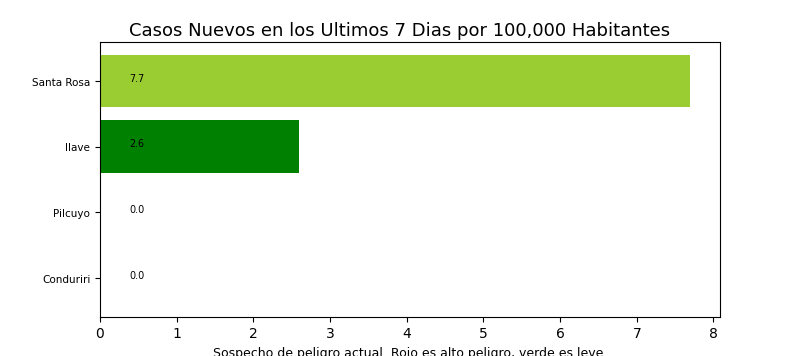 Casos Nuevos en los Ultimos 7 Dias por 100,000 Habitantes
Santa Rosa
7.7
Ilave
2.6
Pilcuyo
0.0
Conduriri
0.0
0 1 2 3 4 5 6 7 8
Sospecho de peligro actual. Rojo es alto peligro, verde es leve